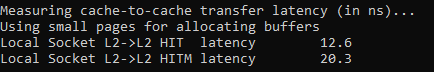 Measuring cache-to-cache transfer latency (in ns)...
Using small pages for allocating buffers
Local Socket L2->L2 HIT  latency          12.6
Local Socket L2->L2 HITM latency          20.3